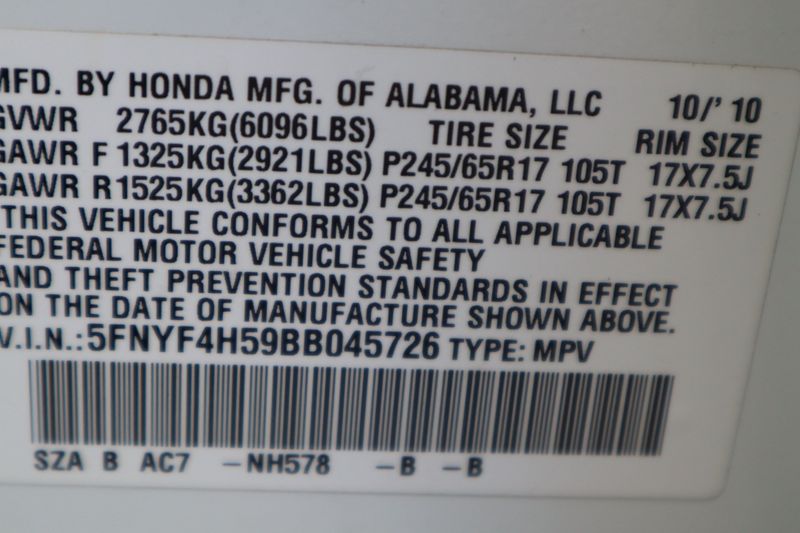 MFD. BY HONDA MFG. OF ALABAMA, LLC 10/'10
GVWR 2765KG(6096LBS) TIRE SIZE RIM SIZE
GAWR F 1325KG(2921LBS) P245/65R17 105T 17X7.5J
GAWR R1525KG(3362LBS) P245/65R17 105T 17X7.5J
THIS VEHICLE CONFORMS TO ALL APPLICABLE
FEDERAL MOTOR VEHICLE SAFETY
AND THEFT PREVENTION STANDARDS IN EFFECT
ON THE DATE OF MANUFACTURE SHOWN ABOVE.
V.I.N.:5FNYF4H59BB045726 TYPE: MPV
SZA B AC7 -NH578 -B -B